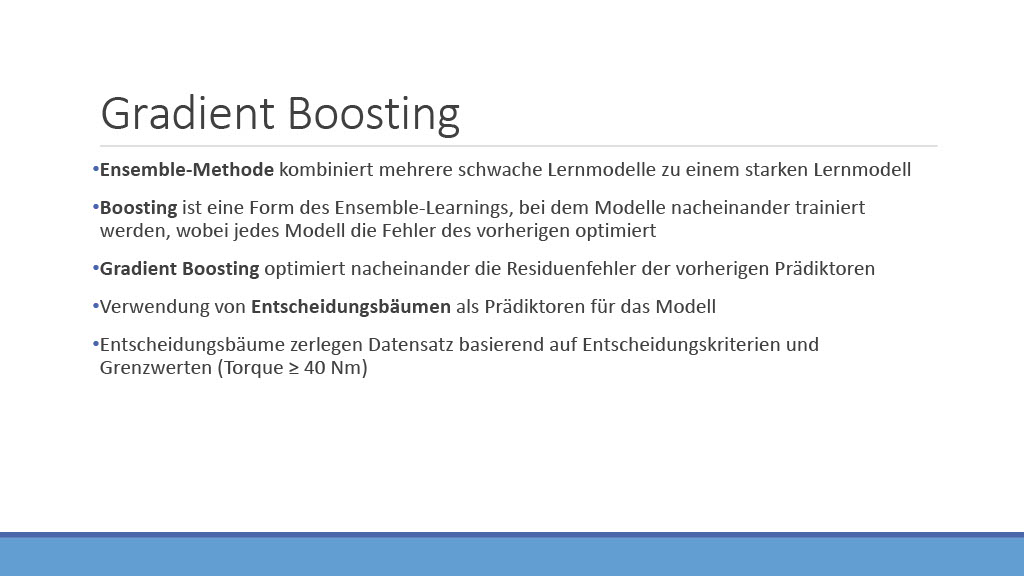 Gradient Boosting
•Ensemble-Methode kombiniert mehrere schwache Lernmodelle zu einem starken Lernmodell
•Boosting ist eine Form des Ensemble-Learnings, bei dem Modelle nacheinander trainiert
werden, wobei jedes Modell die Fehler des vorherigen optimiert
•Gradient Boosting optimiert nacheinander die Residuenfehler der vorherigen Prädiktoren
•Verwendung von Entscheidungsbäumen als Prädiktoren für das Modell
•Entscheidungsbäume zerlegen Datensatz basierend auf Entscheidungskriterien und
Grenzwerten (Torque ≥ 40 Nm)